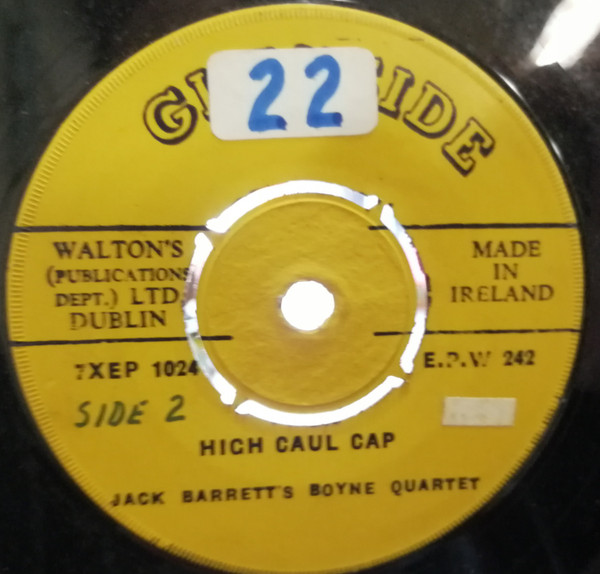 22
WALTON'S
(PUBLICATIONS
DEPT.) LTD
DUBLIN
MADE
IN
IRELAND
7XEP 1024
E.P.W 242
SIDE 2
HIGH CAUL CAP
JACK BARRETT'S BOYNE QUARTET